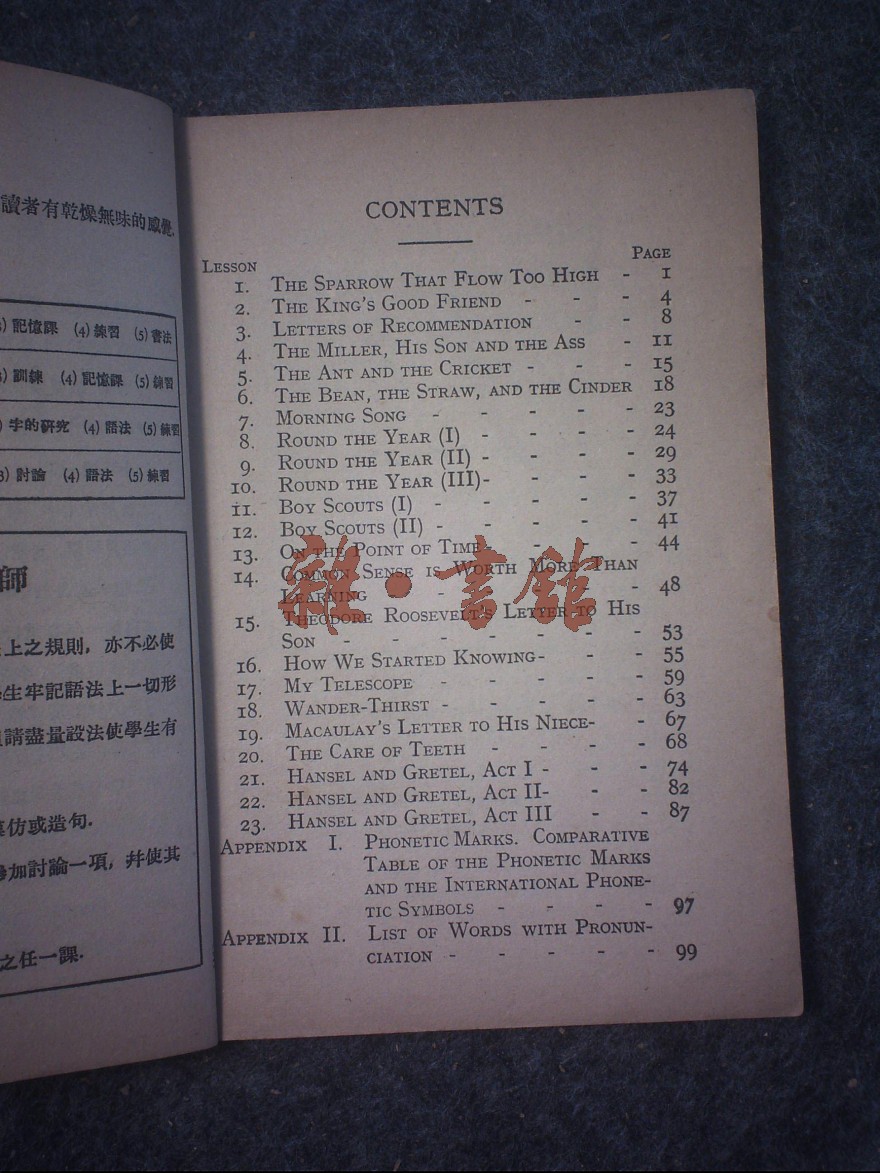 讀者有乾燥無味的感覺.
記憶課 (4) 練習 (5) 書法
訓練 (4) 記憶課 (5) 練習
字的研究 (4) 語法 (5) 練習
討論 (4) 語法 (5) 練習
師
上之規則, 亦不必使
生牢記語法上一切形
請盡量設法使學生有
仿或造句.
加討論一項, 幷使其
之任一課.
CONTENTS
LESSON PAGE
1. THE SPARROW THAT FLOW TOO HIGH - 1
2. THE KING'S GOOD FRIEND - - - 4
3. LETTERS OF RECOMMENDATION - - 8
4. THE MILLER, HIS SON AND THE ASS - 11
5. THE ANT AND THE CRICKET - - - 15
6. THE BEAN, THE STRAW, AND THE CINDER 18
7. MORNING SONG - - - - - 23
8. ROUND THE YEAR (I) - - - - 24
9. ROUND THE YEAR (II) - - - - 29
10. ROUND THE YEAR (III)- - - - 33
11. BOY SCOUTS (I) - - - - - 37
12. BOY SCOUTS (II) - - - - - 41
13. ON THE POINT OF TIME- - - - 44
14. COMMON SENSE IS WORTH MORE THAN
LEARNING - - - - - 48
15. THEODORE ROOSEVELT'S LETTER TO HIS
SON - - - - - - - 53
16. HOW WE STARTED KNOWING- - - 55
17. MY TELESCOPE - - - - - 59
18. WANDER-THIRST - - - - - 63
19. MACAULAY'S LETTER TO HIS NIECE- - 67
20. THE CARE OF TEETH - - - - 68
21. HANSEL AND GRETEL, ACT I - - - 74
22. HANSEL AND GRETEL, ACT II- - - 82
23. HANSEL AND GRETEL, ACT III - - 87
APPENDIX I. PHONETIC MARKS. COMPARATIVE
TABLE OF THE PHONETIC MARKS
AND THE INTERNATIONAL PHONE-
TIC SYMBOLS - - - - 97
APPENDIX II. LIST OF WORDS WITH PRONUN-
CIATION - - - - - 99
雜·書館